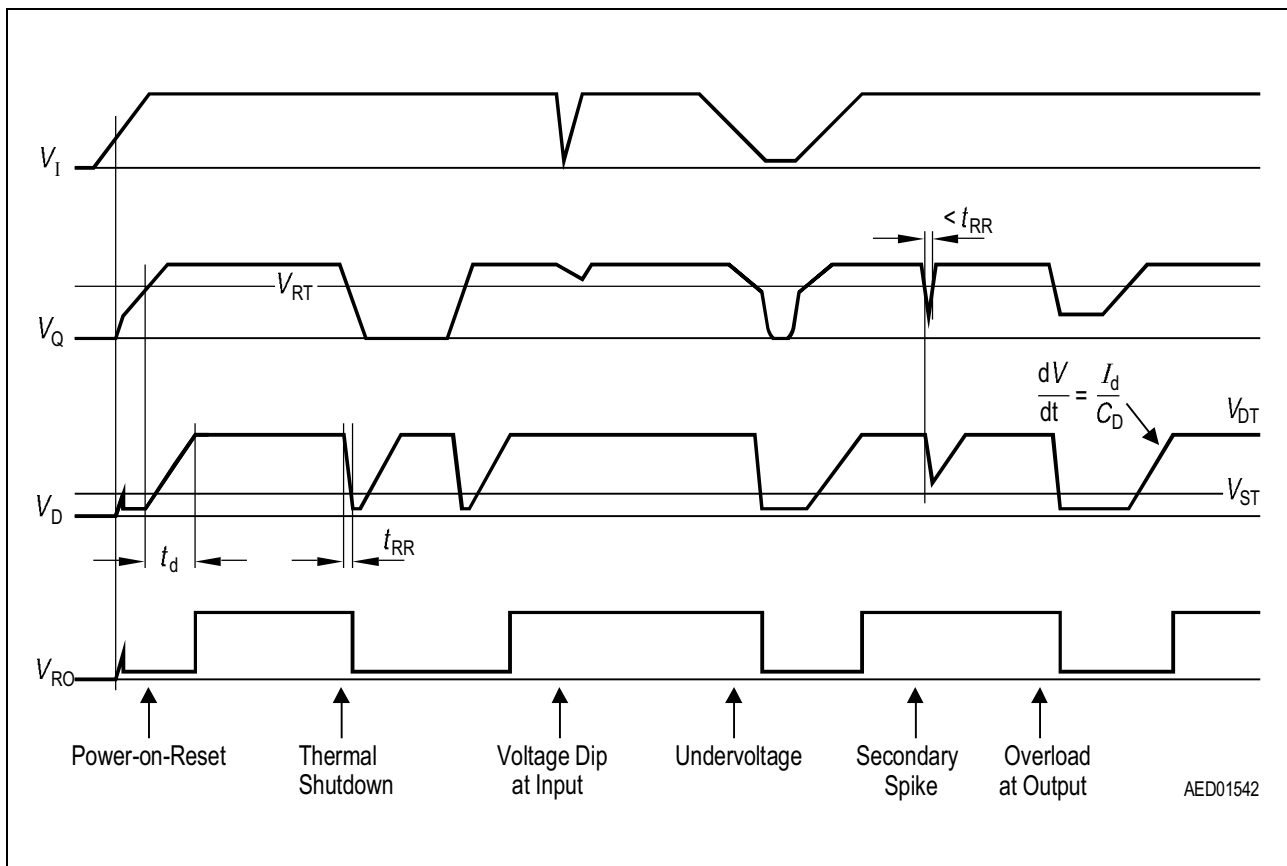 V_I
< t_RR
V_RT
V_Q
dV/dt = I_d/C_D
V_DT
V_D
V_ST
t_d
t_RR
V_RO
Power-on-Reset
Thermal
Shutdown
Voltage Dip
at Input
Undervoltage
Secondary
Spike
Overload
at Output
AED01542